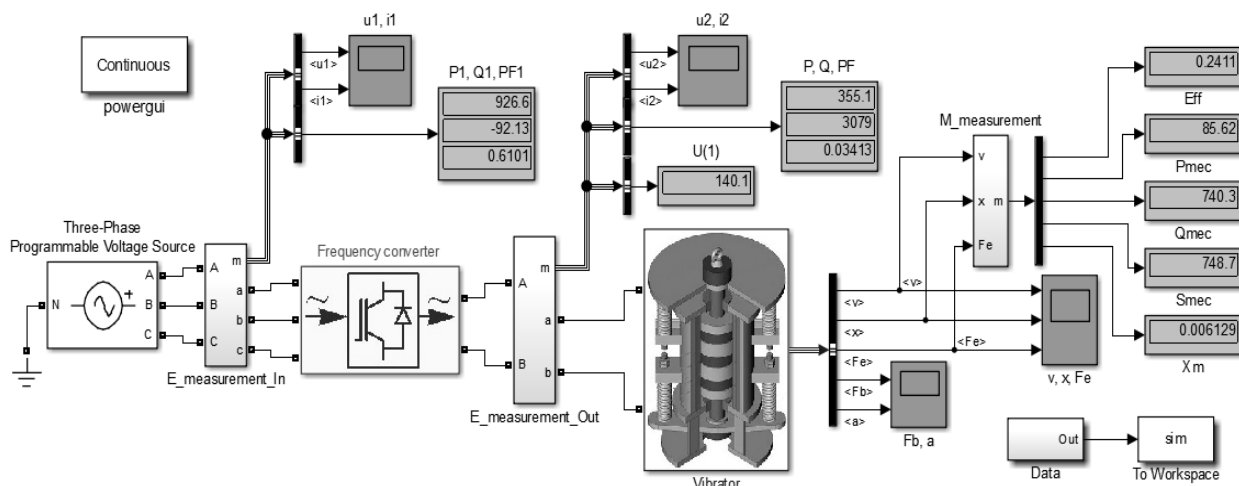 Continuous
powergui
u1, i1
<u1>
<i1>
P1, Q1, PF1
926.6
-92.13
0.6101
u2, i2
<u2>
<i2>
P, Q, PF
355.1
3079
0.03413
U(1)
140.1
M_measurement
v
x
m
Fe
0.2411
Eff
85.62
Pmec
740.3
Qmec
748.7
Smec
0.006129
Xm
Three-Phase
Programmable Voltage Source
N
+
A
B
C
A
B
C
m
a
b
c
E_measurement_In
Frequency converter
A
B
m
a
b
E_measurement_Out
Vibrator
<v>
<x>
<Fe>
<Fb>
<a>
<v>
<x>
<Fe>
v, x, Fe
Fb, a
Out
Data
sim
To Workspace